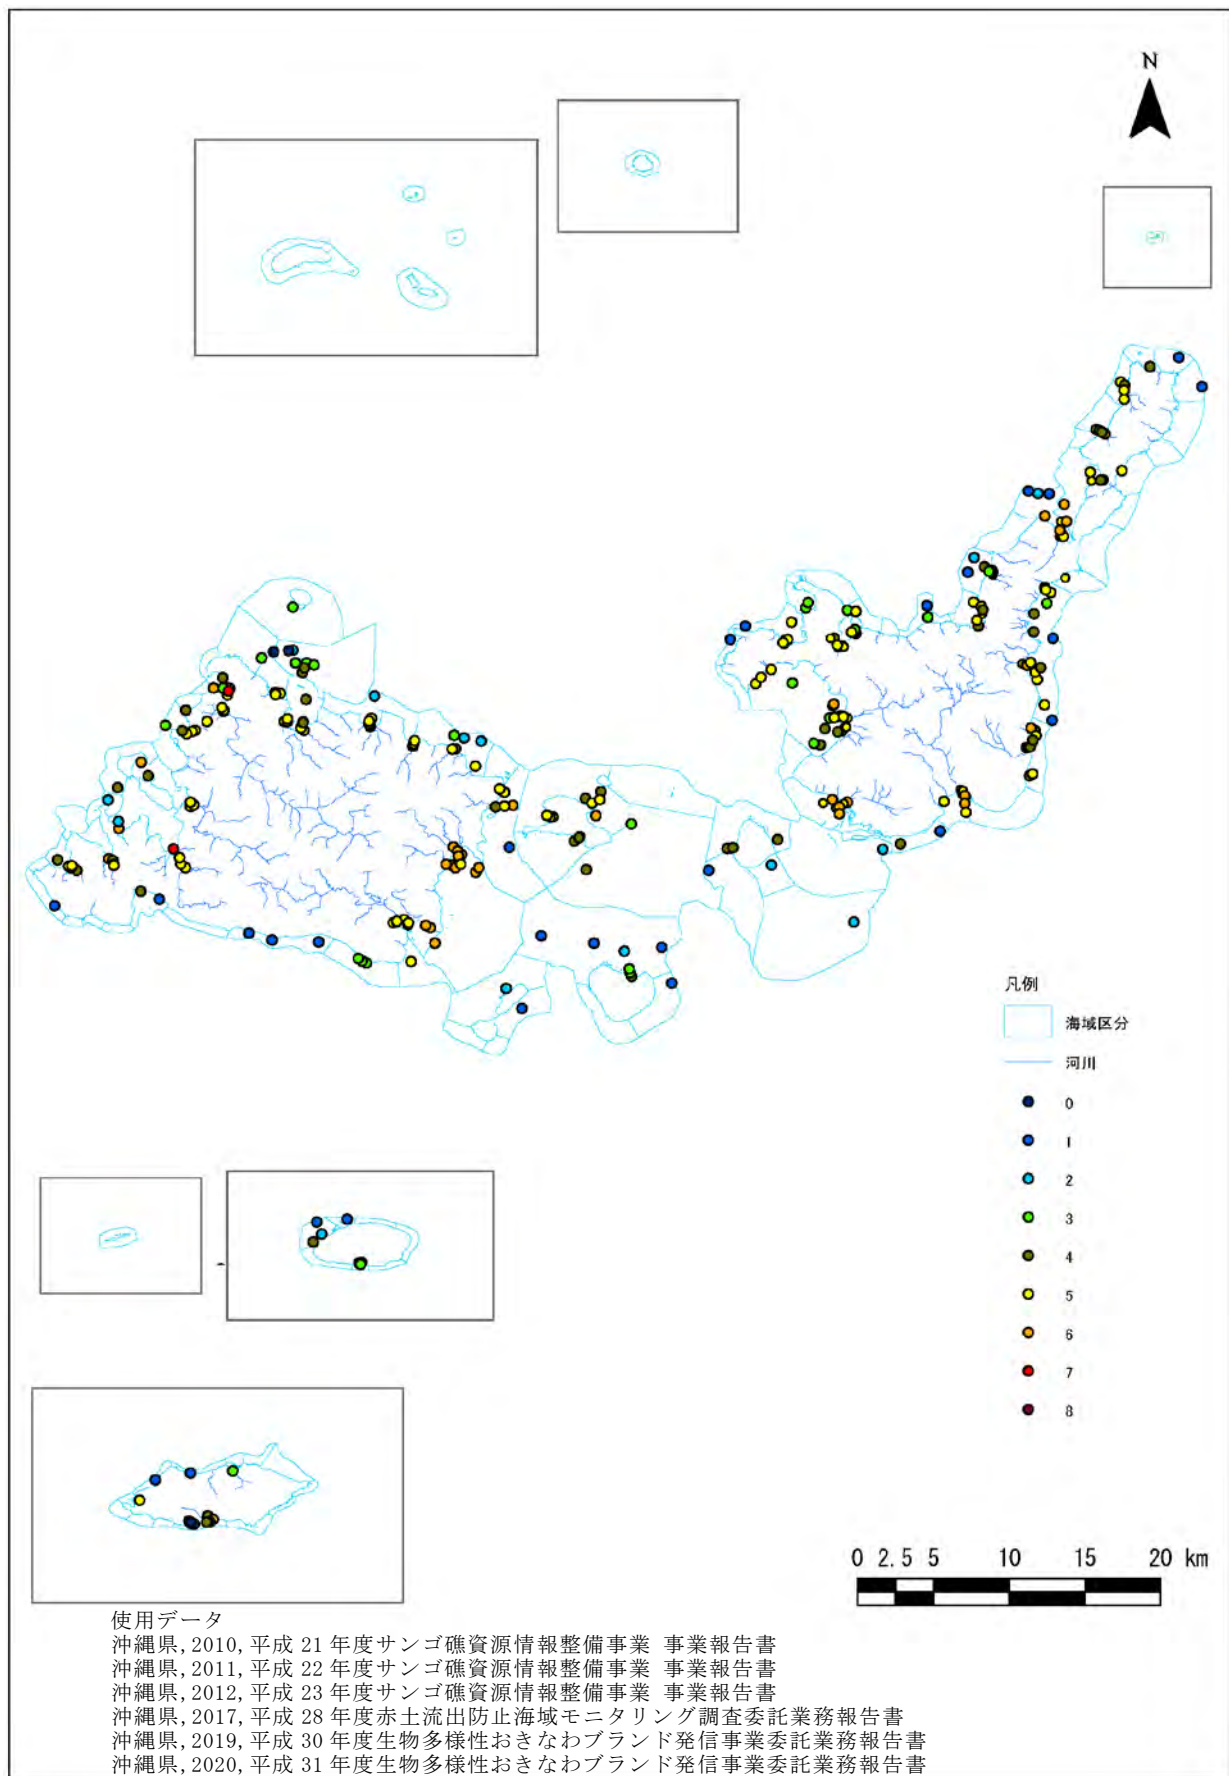 N
凡例
海域区分
河川
0
1
2
3
4
5
6
7
8
0 2.5 5 10 15 20 km
使用データ
沖縄県,2010,平成 21 年度サンゴ礁資源情報整備事業 事業報告書
沖縄県,2011,平成 22 年度サンゴ礁資源情報整備事業 事業報告書
沖縄県,2012,平成 23 年度サンゴ礁資源情報整備事業 事業報告書
沖縄県,2017,平成 28 年度赤土流出防止海域モニタリング調査委託業務報告書
沖縄県,2019,平成 30 年度生物多様性おきなわブランド発信事業委託業務報告書
沖縄県,2020,平成 31 年度生物多様性おきなわブランド発信事業委託業務報告書